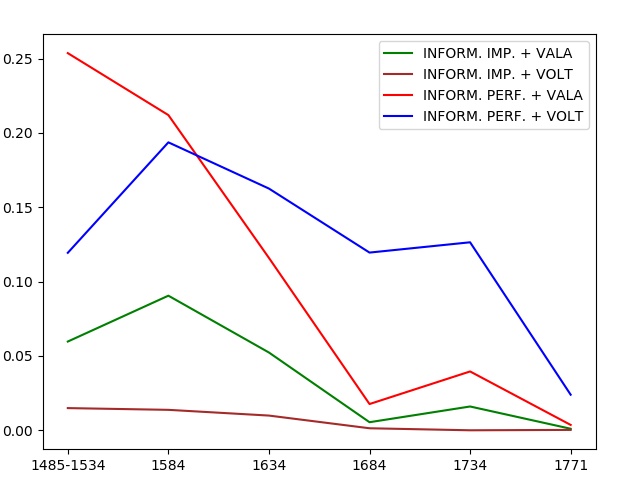 INFORM. IMP. + VALA
INFORM. IMP. + VOLT
INFORM. PERF. + VALA
INFORM. PERF. + VOLT
0.25
0.20
0.15
0.10
0.05
0.00
1485-1534 1584 1634 1684 1734 1771